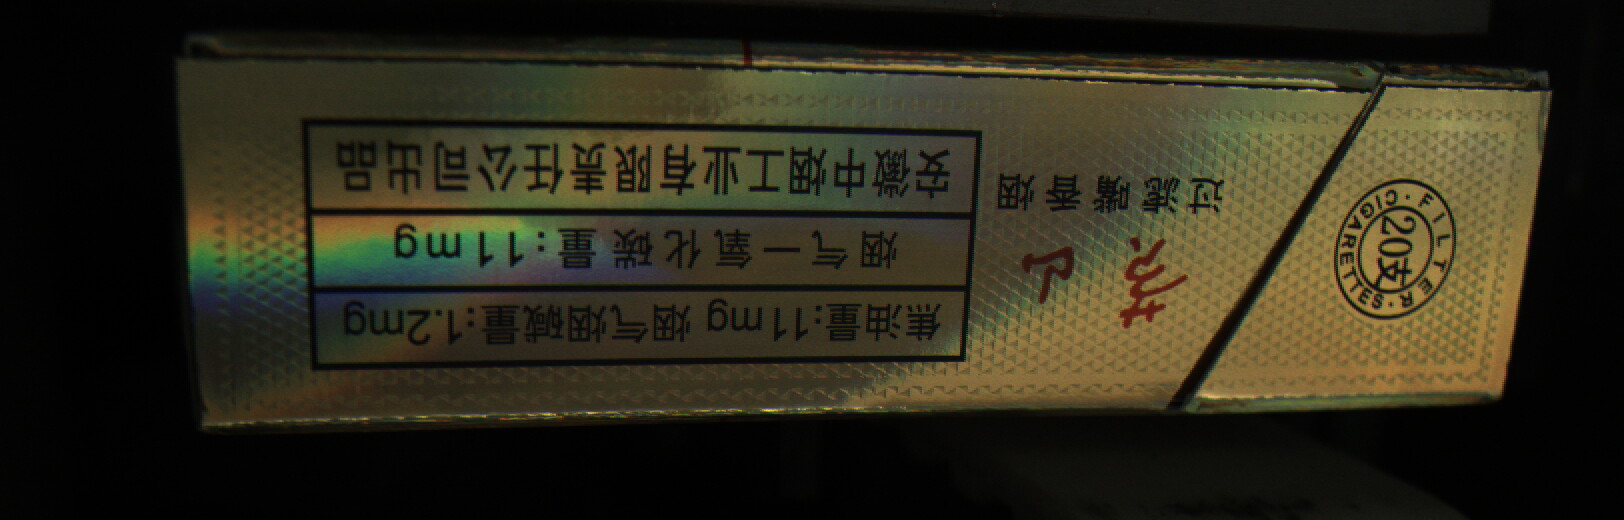 FILTER·CIGARETTES·
20支
黄山
过滤嘴香烟
焦油量:11mg 烟气烟碱量:1.2mg
烟气一氧化碳量:11mg
安徽中烟工业有限责任公司出品